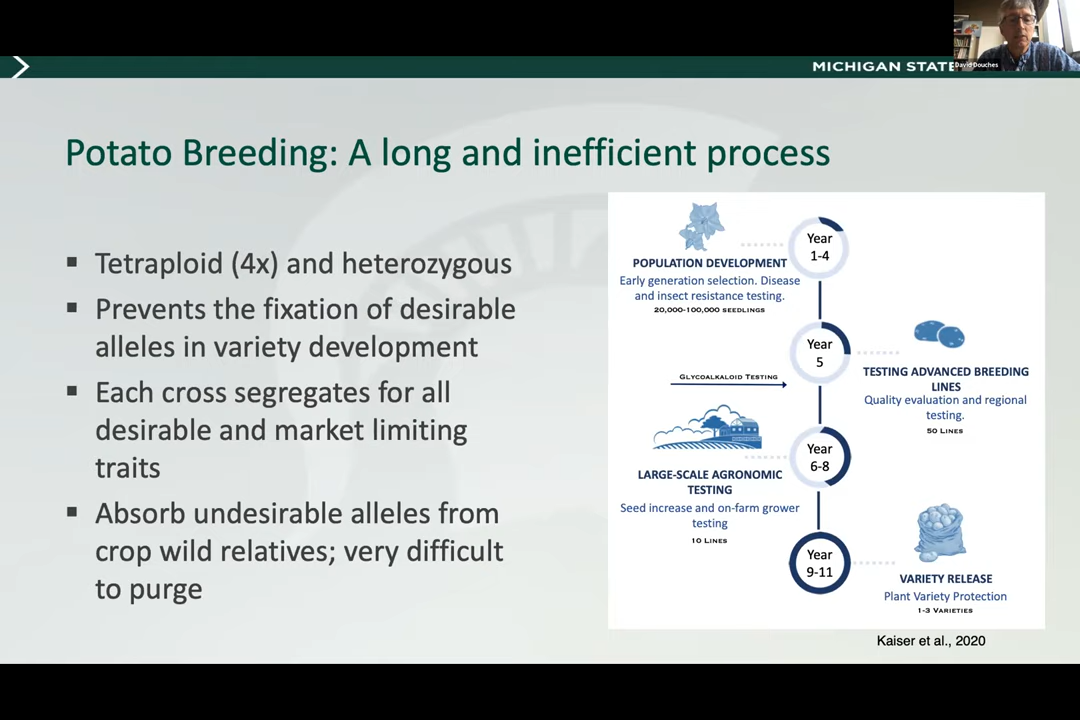 MICHIGAN STATE
David Douches
Potato Breeding: A long and inefficient process
▪ Tetraploid (4x) and heterozygous
▪ Prevents the fixation of desirable
alleles in variety development
▪ Each cross segregates for all
desirable and market limiting
traits
▪ Absorb undesirable alleles from
crop wild relatives; very difficult
to purge
Year
1-4
POPULATION DEVELOPMENT
Early generation selection. Disease
and insect resistance testing.
20,000-100,000 SEEDLINGS
Year
5
TESTING ADVANCED BREEDING
LINES
Quality evaluation and regional
testing.
50 LINES
GLYCOALKALOID TESTING
Year
6-8
LARGE-SCALE AGRONOMIC
TESTING
Seed increase and on-farm grower
testing
10 LINES
Year
9-11
VARIETY RELEASE
Plant Variety Protection
1-3 VARIETIES
Kaiser et al., 2020